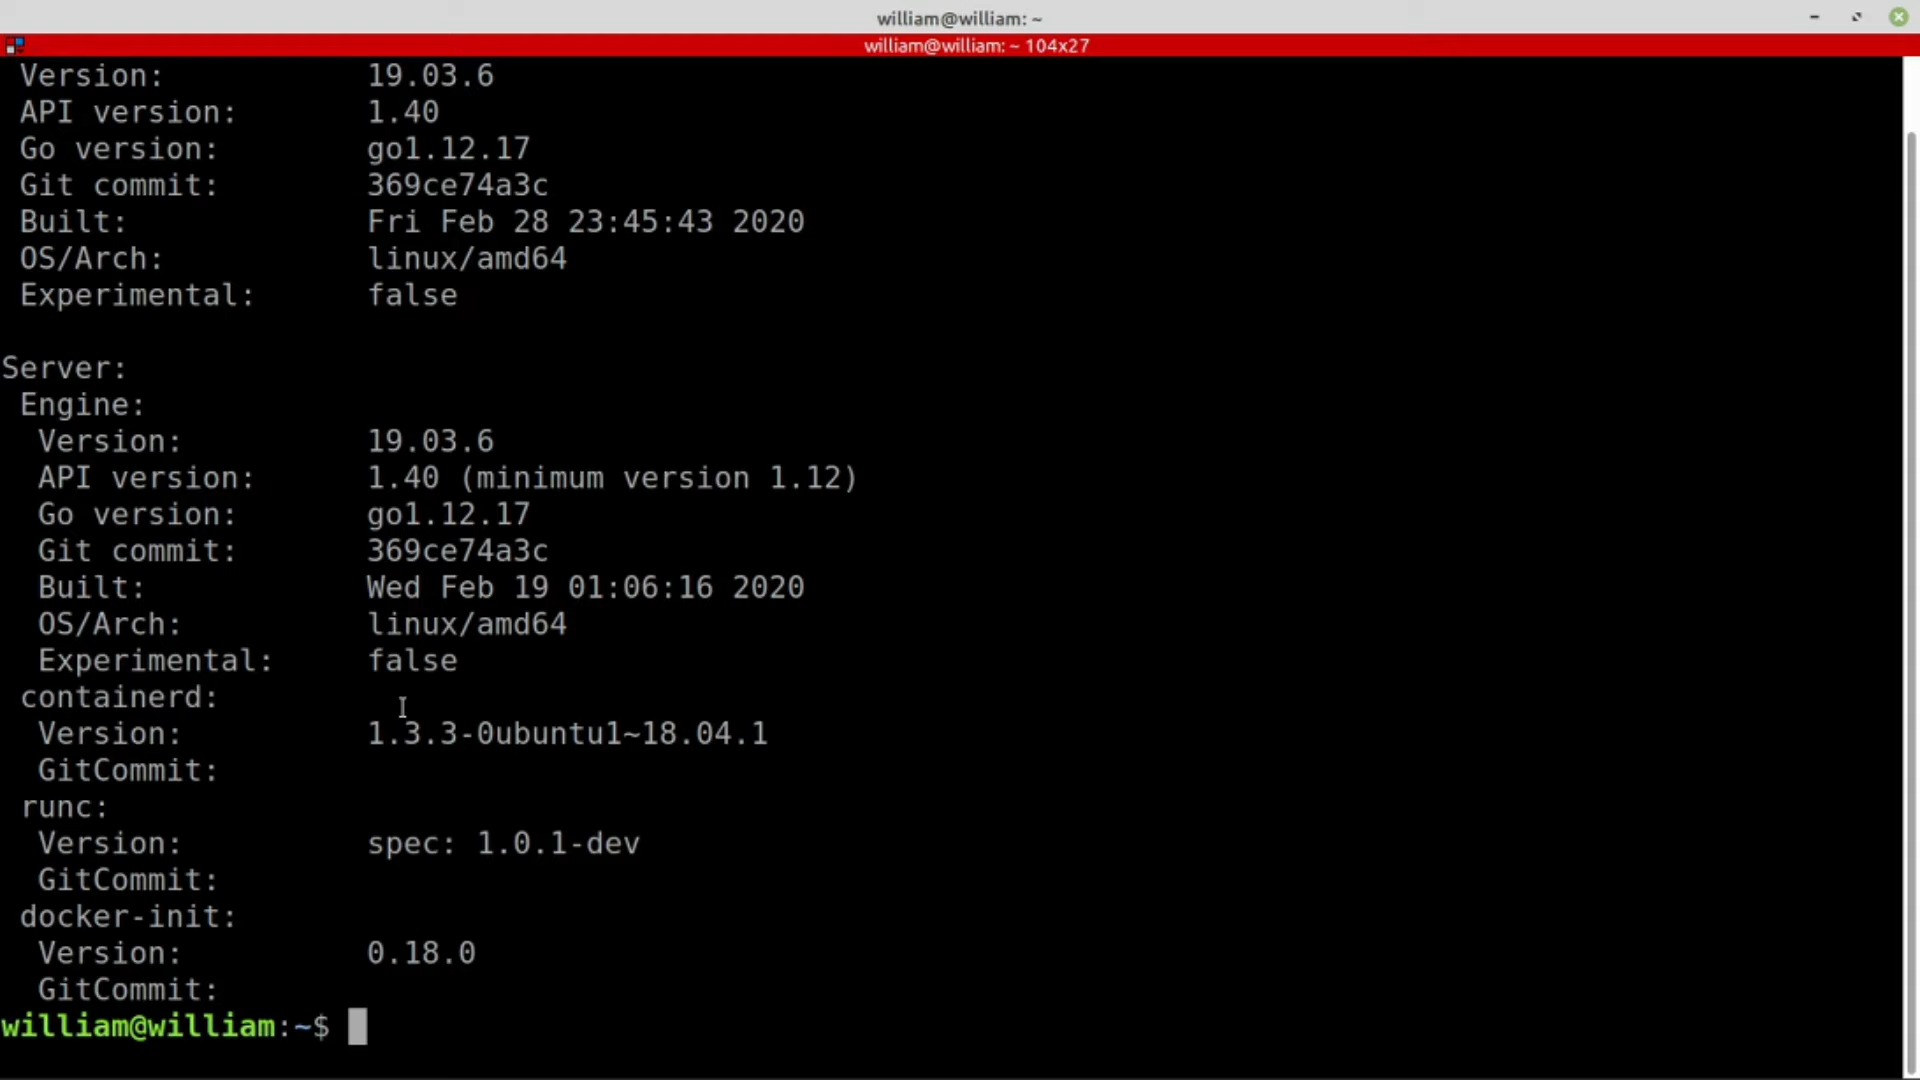 william@william: ~
william@william: ~ 104x27
Version: 19.03.6
API version: 1.40
Go version: go1.12.17
Git commit: 369ce74a3c
Built: Fri Feb 28 23:45:43 2020
OS/Arch: linux/amd64
Experimental: false
Server:
Engine:
Version: 19.03.6
API version: 1.40 (minimum version 1.12)
Go version: go1.12.17
Git commit: 369ce74a3c
Built: Wed Feb 19 01:06:16 2020
OS/Arch: linux/amd64
Experimental: false
containerd:
Version: 1.3.3-0ubuntu1~18.04.1
GitCommit:
runc:
Version: spec: 1.0.1-dev
GitCommit:
docker-init:
Version: 0.18.0
GitCommit:
william@william:~$